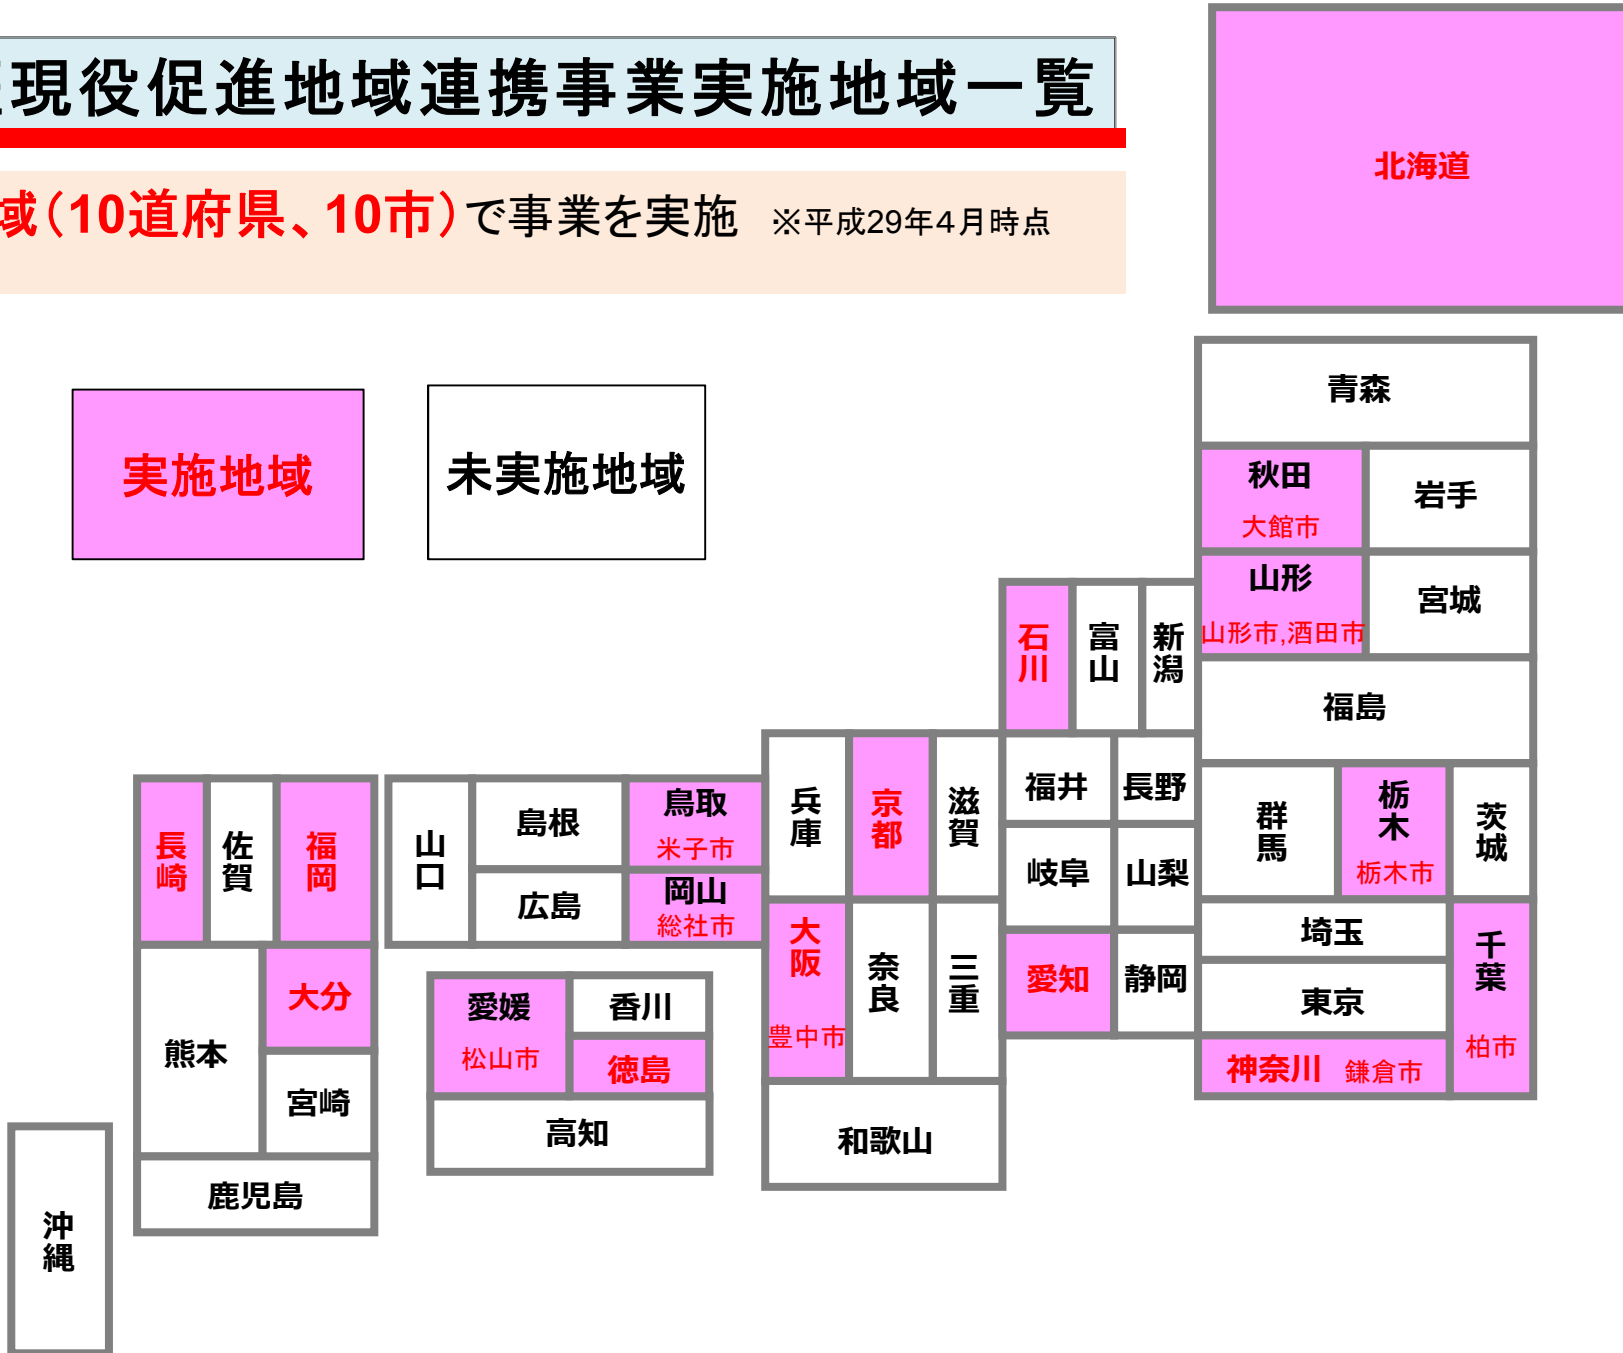 現役促進地域連携事業実施地域一覧
域（10道府県、10市）で事業を実施 ※平成29年4月時点
北海道
実施地域
未実施地域
青森
秋田
大館市
岩手
山形
山形市,酒田市
宮城
石川
富山
新潟
福島
兵庫
京都
滋賀
福井
長野
群馬
栃木
栃木市
茨城
長崎
佐賀
福岡
山口
島根
鳥取
米子市
広島
岡山
総社市
岐阜
山梨
大阪
豊中市
奈良
三重
愛知
静岡
埼玉
東京
千葉
柏市
神奈川 鎌倉市
熊本
大分
宮崎
愛媛
松山市
香川
徳島
高知
和歌山
鹿児島
沖縄